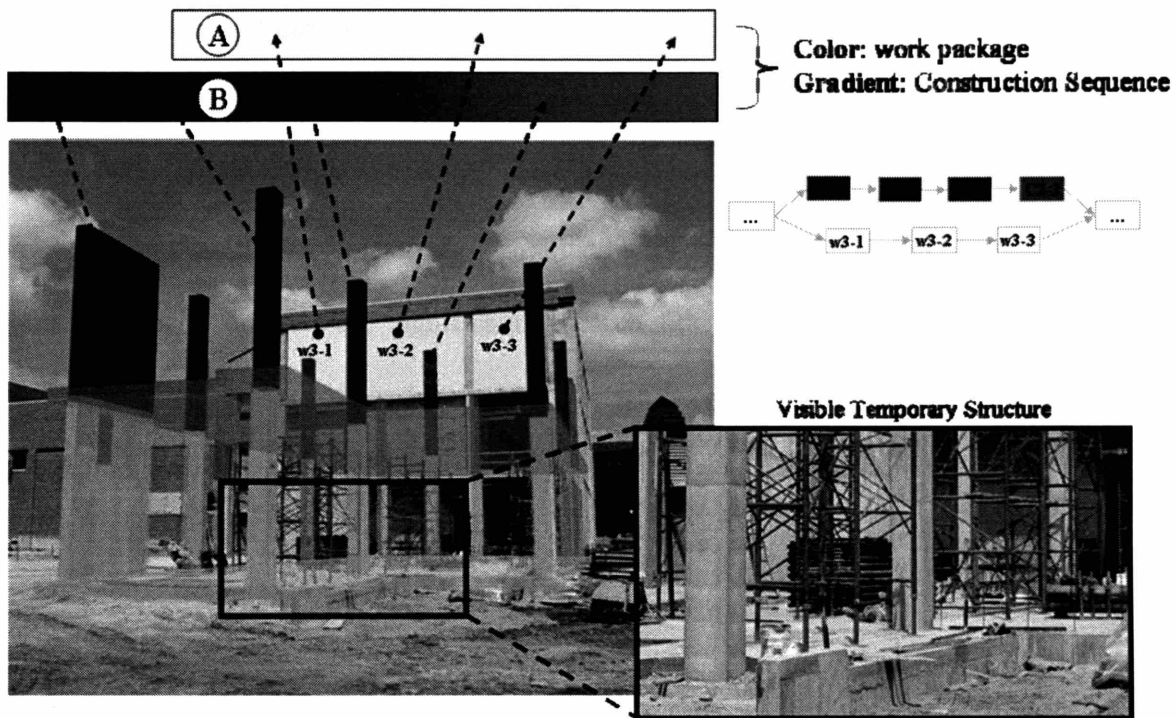 A
B
Color: work package
Gradient: Construction Sequence
...
...
w3-1
w3-2
w3-3
w3-1
w3-2
w3-3
Visible Temporary Structure